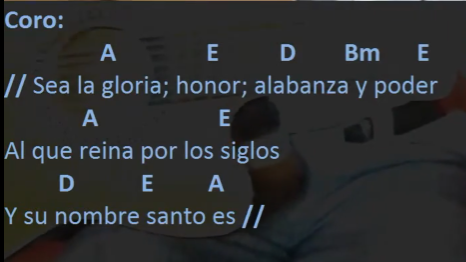 Coro:
A E D Bm E
// Sea la gloria; honor; alabanza y poder
A E
Al que reina por los siglos
D E A
Y su nombre santo es //